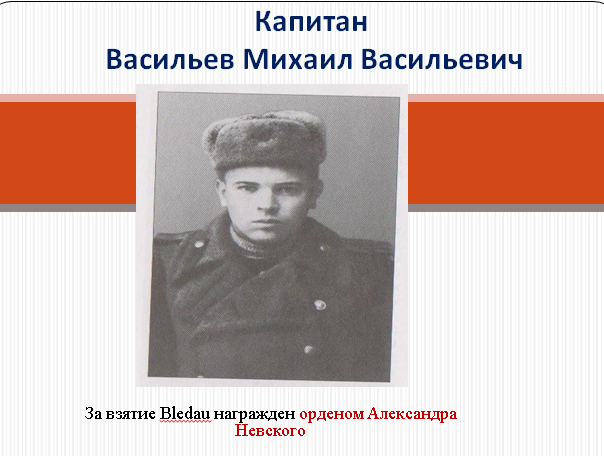 Капитан
Васильев Михаил Васильевич
За взятие Bledau награжден орденом Александра
Невского